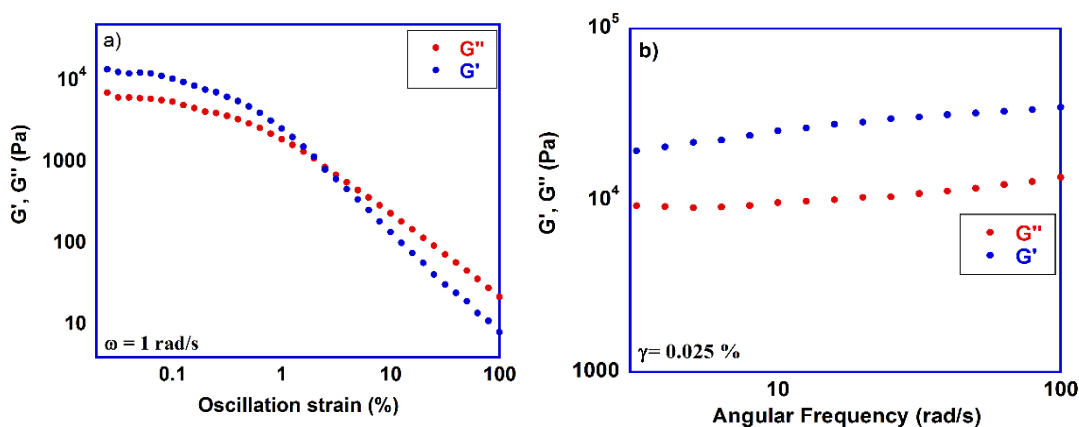 a)
G"
G'
G', G" (Pa)
10⁴
1000
100
10
ω = 1 rad/s
0.1
1
10
100
Oscillation strain (%)
b)
G', G" (Pa)
10⁵
10⁴
1000
G"
G'
γ= 0.025 %
10
100
Angular Frequency (rad/s)